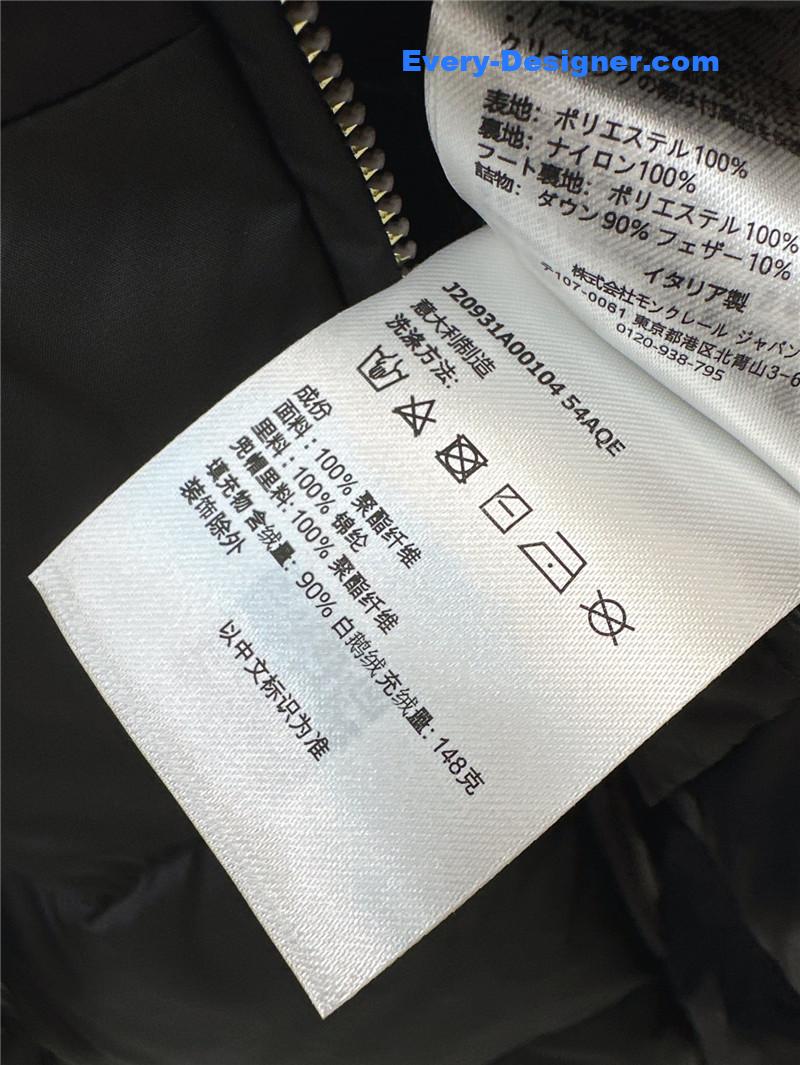 Every-Designer.com
表地: ポリエステル100%
裏地: ナイロン100%
フート裏地: ポリエステル100%
詰物: ダウン90% フェザー10%
イタリア製
株式会社モンクレール ジャパン
〒107-0061 東京都港区北青山3-6
0120-938-795
J20931A00104 54AQE
意大利制造
洗涤方法:
成份
面料: 100% 聚酯纤维
里料: 100% 锦纶
兜帽里料: 100% 聚酯纤维
填充物含绒量: 90% 白鹅绒充绒量: 148克
装饰除外
以中文标识为准